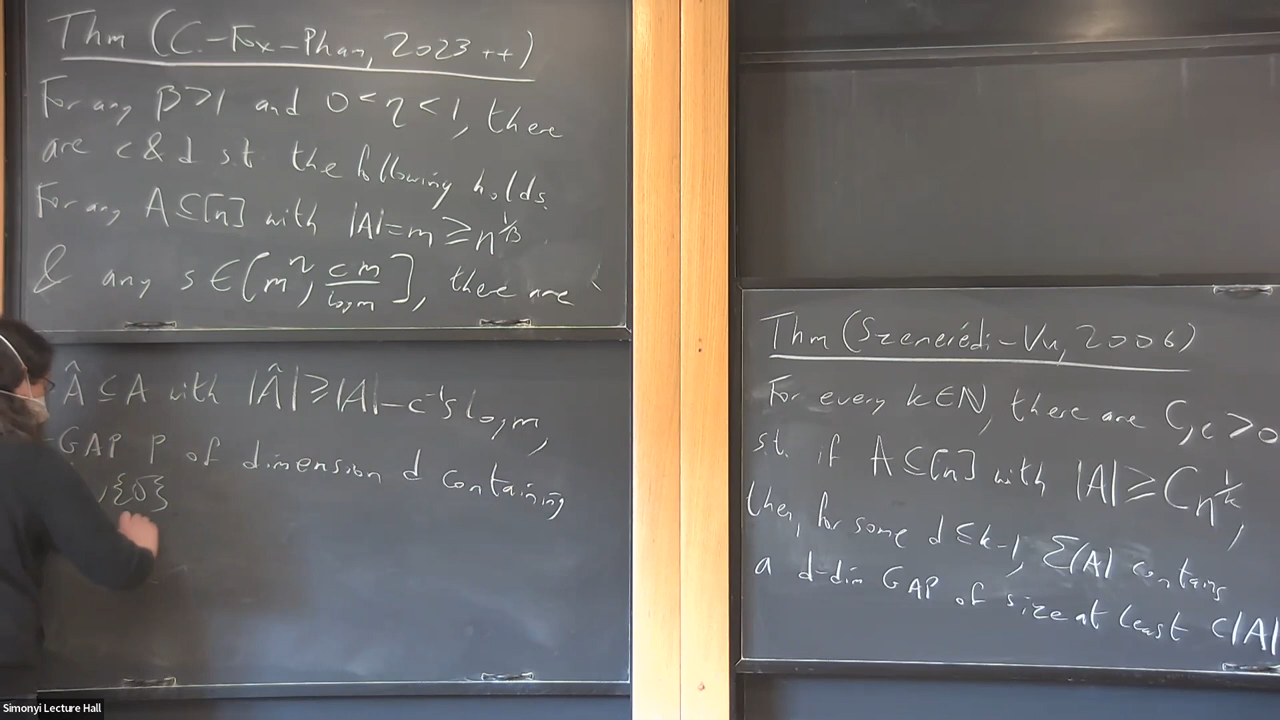 Thm (C.-Fox-Phan, 2023++)
For any β>1 and 0<η<1, there
are c & d s.t. the following holds.
For any A⊆[n] with |A|=m ≥ n^{1/β}
& any s∈[m^η, cm/log m], there are
Â⊆A with |Â|≥|A|-c^{-1}s log m,
GAP P of dimension d containing
{0}
Thm (Szemerédi-Vu, 2006)
For every k∈ℕ, there are C,c>0
s.t. if A⊆[n] with |A|≥Cn^{1/k},
then, for some d≤k-1, Σ(A) contains
a d-dim GAP of size at least c|A|
Simonyi Lecture Hall